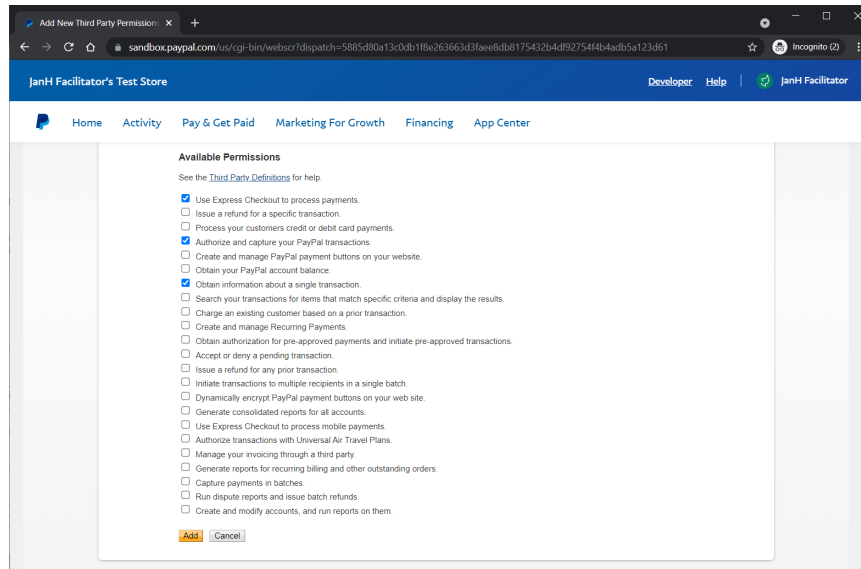 Add New Third Party Permissions
sandbox.paypal.com/us/cgi-bin/webscr?dispatch=5885d80a13c0db1f8e263663d3faee8db8175432b4df92754f4b4adb5a123d61
Incognito (2)
JanH Facilitator's Test Store
Developer Help JanH Facilitator
Home Activity Pay & Get Paid Marketing For Growth Financing App Center
Available Permissions
See the Third Party Definitions for help.
Use Express Checkout to process payments.
Issue a refund for a specific transaction.
Process your customers credit or debit card payments.
Authorize and capture your PayPal transactions.
Create and manage PayPal payment buttons on your website.
Obtain your PayPal account balance.
Obtain information about a single transaction.
Search your transactions for items that match specific criteria and display the results.
Charge an existing customer based on a prior transaction.
Create and manage Recurring Payments.
Obtain authorization for pre-approved payments and initiate pre-approved transactions.
Accept or deny a pending transaction.
Issue a refund for any prior transaction.
Initiate transactions to multiple recipients in a single batch.
Dynamically encrypt PayPal payment buttons on your web site.
Generate consolidated reports for all accounts.
Use Express Checkout to process mobile payments.
Authorize transactions with Universal Air Travel Plans.
Manage your invoicing through a third party.
Generate reports for recurring billing and other outstanding orders.
Capture payments in batches.
Run dispute reports and issue batch refunds.
Create and modify accounts, and run reports on them.
Add Cancel